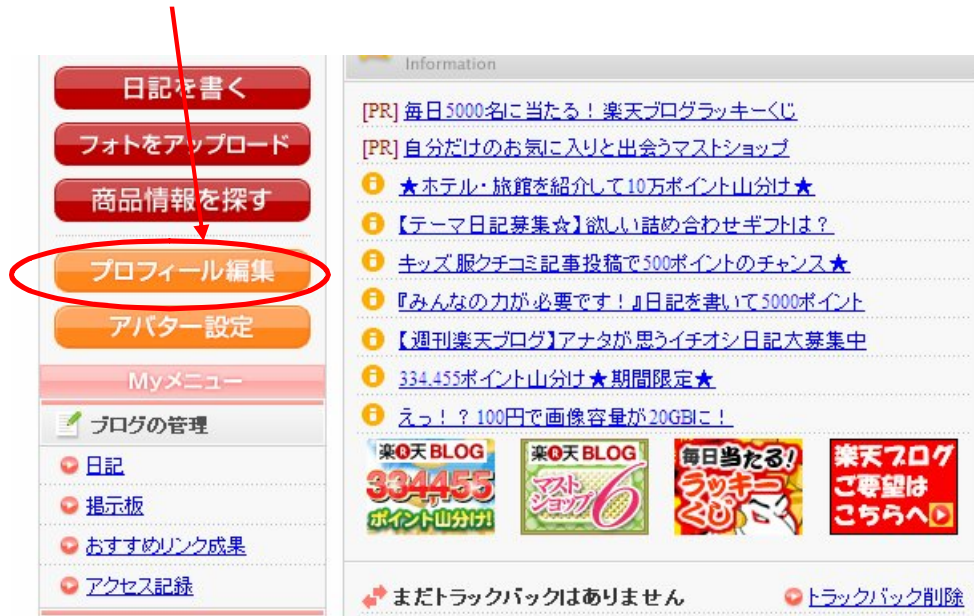 日記を書く
フォトをアップロード
商品情報を探す
プロフィール編集
アバター設定
Myメニュー
ブログの管理
日記
掲示板
おすすめリンク成果
アクセス記録
Information
[PR] 毎日5000名に当たる！楽天ブログラッキーくじ
[PR] 自分だけのお気に入りと出会うマストショップ
★ホテル・旅館を紹介して10万ポイント山分け★
【テーマ日記募集☆】欲しい詰め合わせギフトは？
キッズ服クチコミ記事投稿で500ポイントのチャンス★
『みんなの力が必要です！』日記を書いて5000ポイント
【週刊楽天ブログ】アナタが思うイチオシ日記大募集中
334,455ポイント山分け★期間限定★
えっ！？100円で画像容量が20GBに！
楽天 BLOG
334455
ポイント山分け!
楽天 BLOG
マスト
ショップ6
毎日当たる!
ラッキー
くじ
楽天ブログ
ご要望は
こちらへ
まだトラックバックはありません
トラックバック削除